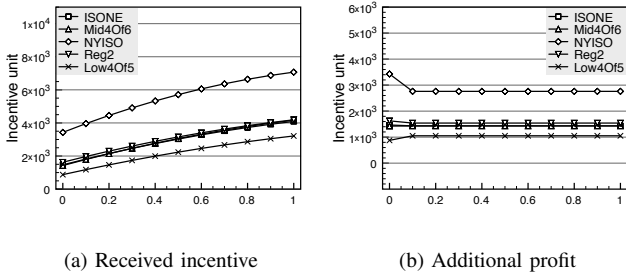 1×10⁴
8×10³
6×10³
4×10³
2×10³
0
Incentive unit
ISONE
Mid4Of6
NYISO
Reg2
Low4Of5
0 0.2 0.4 0.6 0.8 1
(a) Received incentive
6×10³
5×10³
4×10³
3×10³
2×10³
1×10³
0
Incentive unit
ISONE
Mid4Of6
NYISO
Reg2
Low4Of5
0 0.2 0.4 0.6 0.8 1
(b) Additional profit